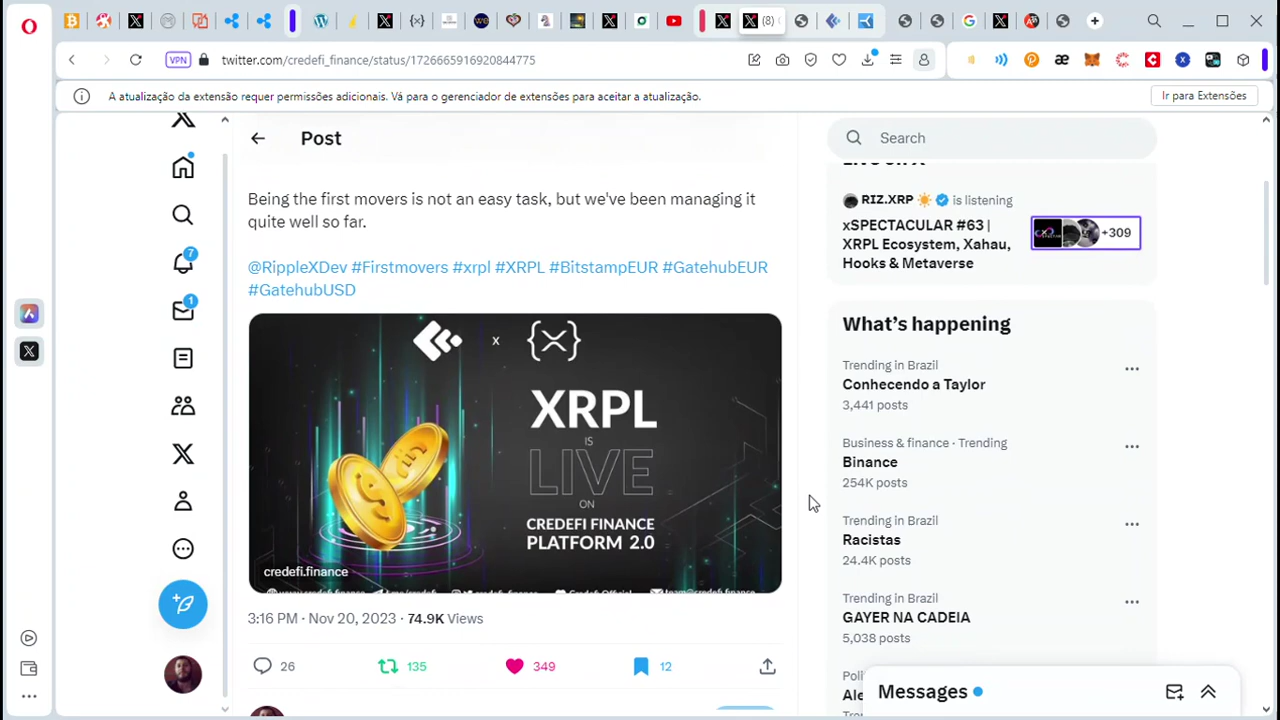 (8)
VPN
twitter.com/credefi_finance/status/1726665916920844775
A atualização da extensão requer permissões adicionais. Vá para o gerenciador de extensões para aceitar a atualização.
Ir para Extensões
Post
Being the first movers is not an easy task, but we've been managing it
quite well so far.
@RippleXDev #Firstmovers #xrpl #XRPL #BitstampEUR #GatehubEUR
#GatehubUSD
x
XRPL
IS
LIVE
ON
CREDEFI FINANCE
PLATFORM 2.0
credefi.finance
3:16 PM · Nov 20, 2023 · 74.9K Views
26
135
349
12
7
1
Search
RIZ.XRP is listening
xSPECTACULAR #63 |
XRPL Ecosystem, Xahau,
Hooks & Metaverse
+309
What's happening
Trending in Brazil
Conhecendo a Taylor
3,441 posts
Business & finance · Trending
Binance
254K posts
Trending in Brazil
Racistas
24.4K posts
Trending in Brazil
GAYER NA CADEIA
5,038 posts
Messages